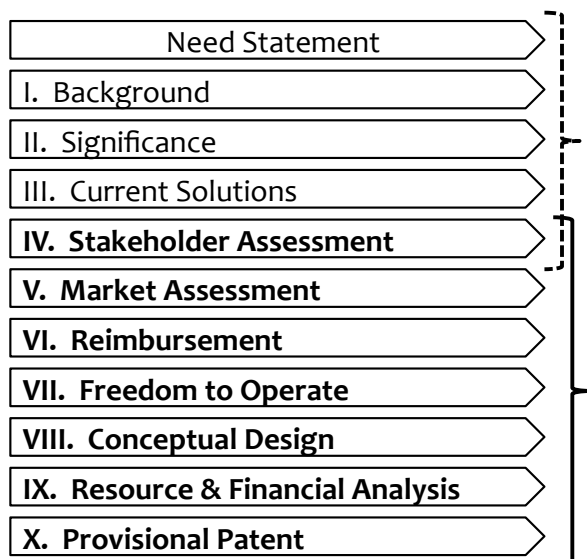 Need Statement
I. Background
II. Significance
III. Current Solutions
IV. Stakeholder Assessment
V. Market Assessment
VI. Reimbursement
VII. Freedom to Operate
VIII. Conceptual Design
IX. Resource & Financial Analysis
X. Provisional Patent